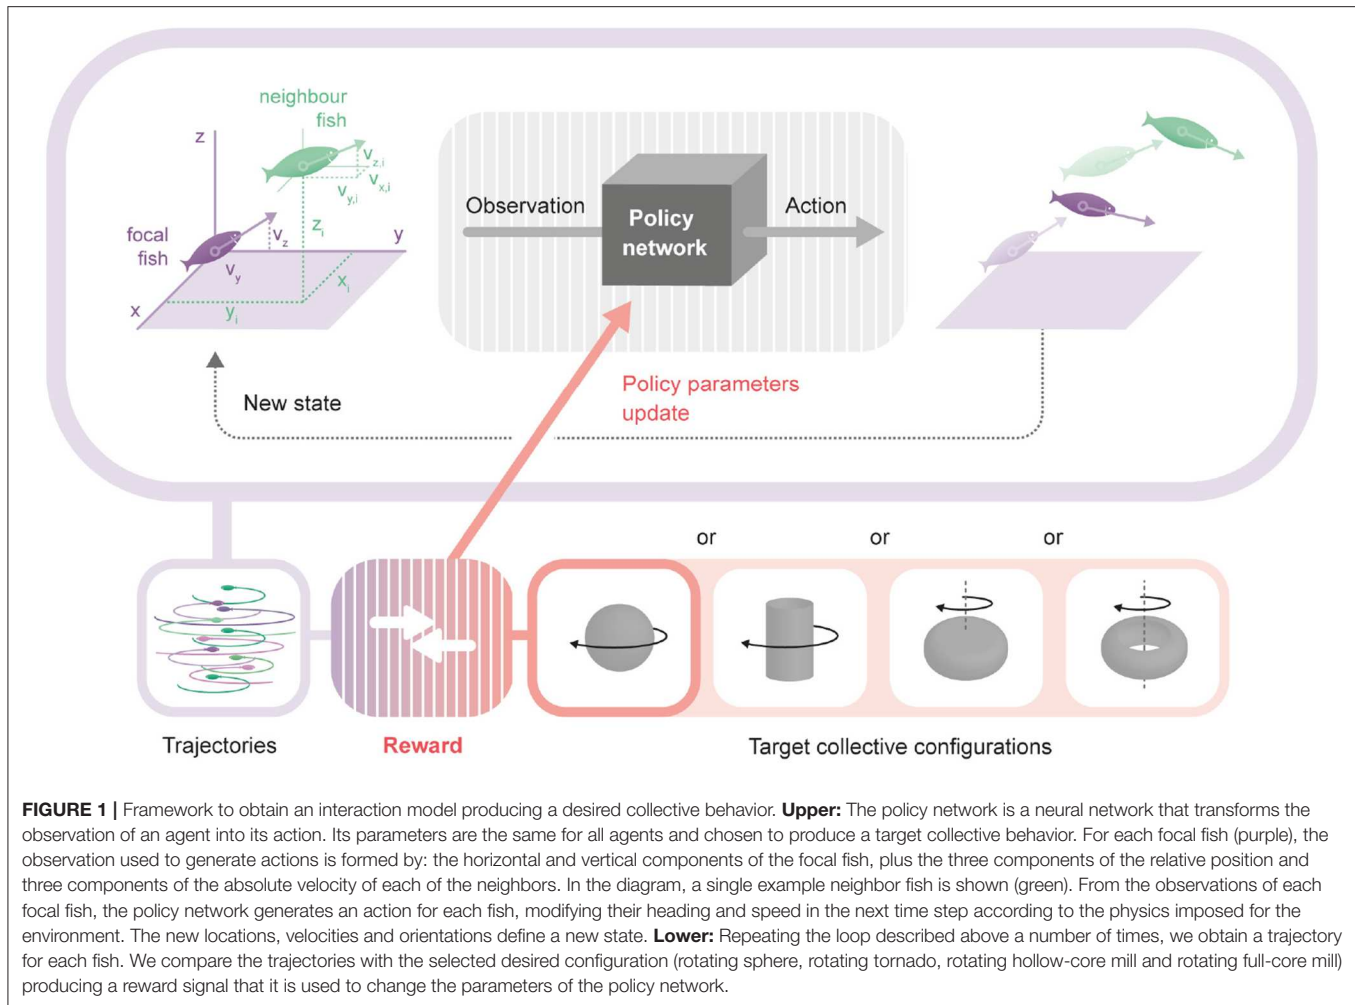 neighbour
fish
z
v_z,i
v_x,i
v_y,i
focal
fish
v_z
z_i
y
v_y
x_i
x
y_i
Observation
Policy
network
Action
New state
Policy parameters
update
or
or
or
Trajectories
Reward
Target collective configurations
FIGURE 1 | Framework to obtain an interaction model producing a desired collective behavior. Upper: The policy network is a neural network that transforms the
observation of an agent into its action. Its parameters are the same for all agents and chosen to produce a target collective behavior. For each focal fish (purple), the
observation used to generate actions is formed by: the horizontal and vertical components of the focal fish, plus the three components of the relative position and
three components of the absolute velocity of each of the neighbors. In the diagram, a single example neighbor fish is shown (green). From the observations of each
focal fish, the policy network generates an action for each fish, modifying their heading and speed in the next time step according to the physics imposed for the
environment. The new locations, velocities and orientations define a new state. Lower: Repeating the loop described above a number of times, we obtain a trajectory
for each fish. We compare the trajectories with the selected desired configuration (rotating sphere, rotating tornado, rotating hollow-core mill and rotating full-core mill)
producing a reward signal that it is used to change the parameters of the policy network.